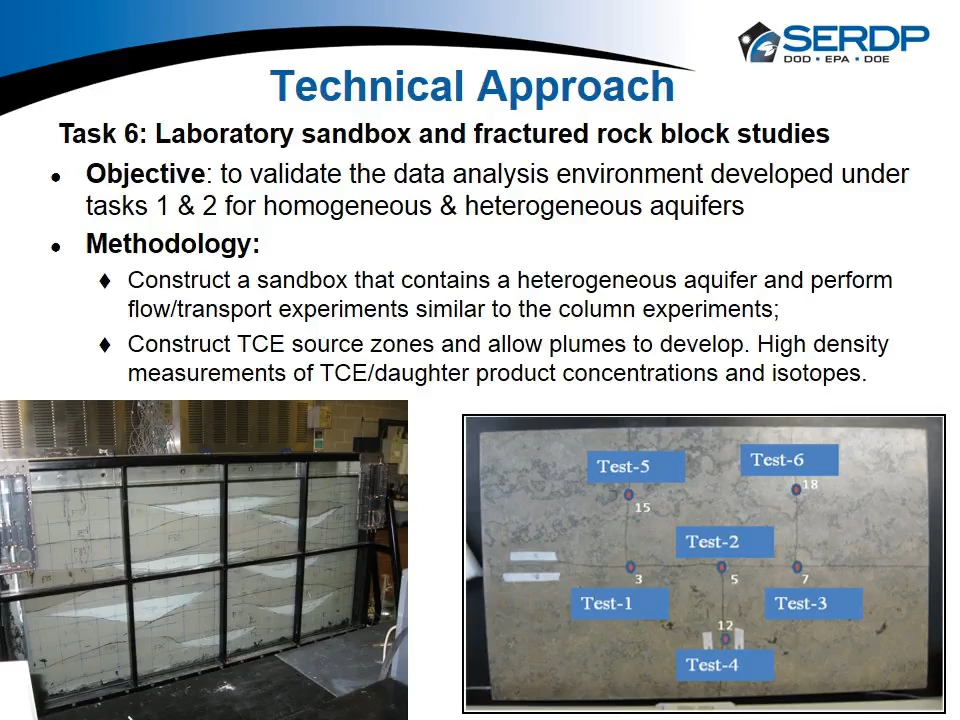 SERDP
DOD • EPA • DOE
Technical Approach
Task 6: Laboratory sandbox and fractured rock block studies
Objective: to validate the data analysis environment developed under
tasks 1 & 2 for homogeneous & heterogeneous aquifers
Methodology:
Construct a sandbox that contains a heterogeneous aquifer and perform
flow/transport experiments similar to the column experiments;
Construct TCE source zones and allow plumes to develop. High density
measurements of TCE/daughter product concentrations and isotopes.
Test-5
Test-6
18
15
Test-2
3
5
7
Test-1
Test-3
12
Test-4